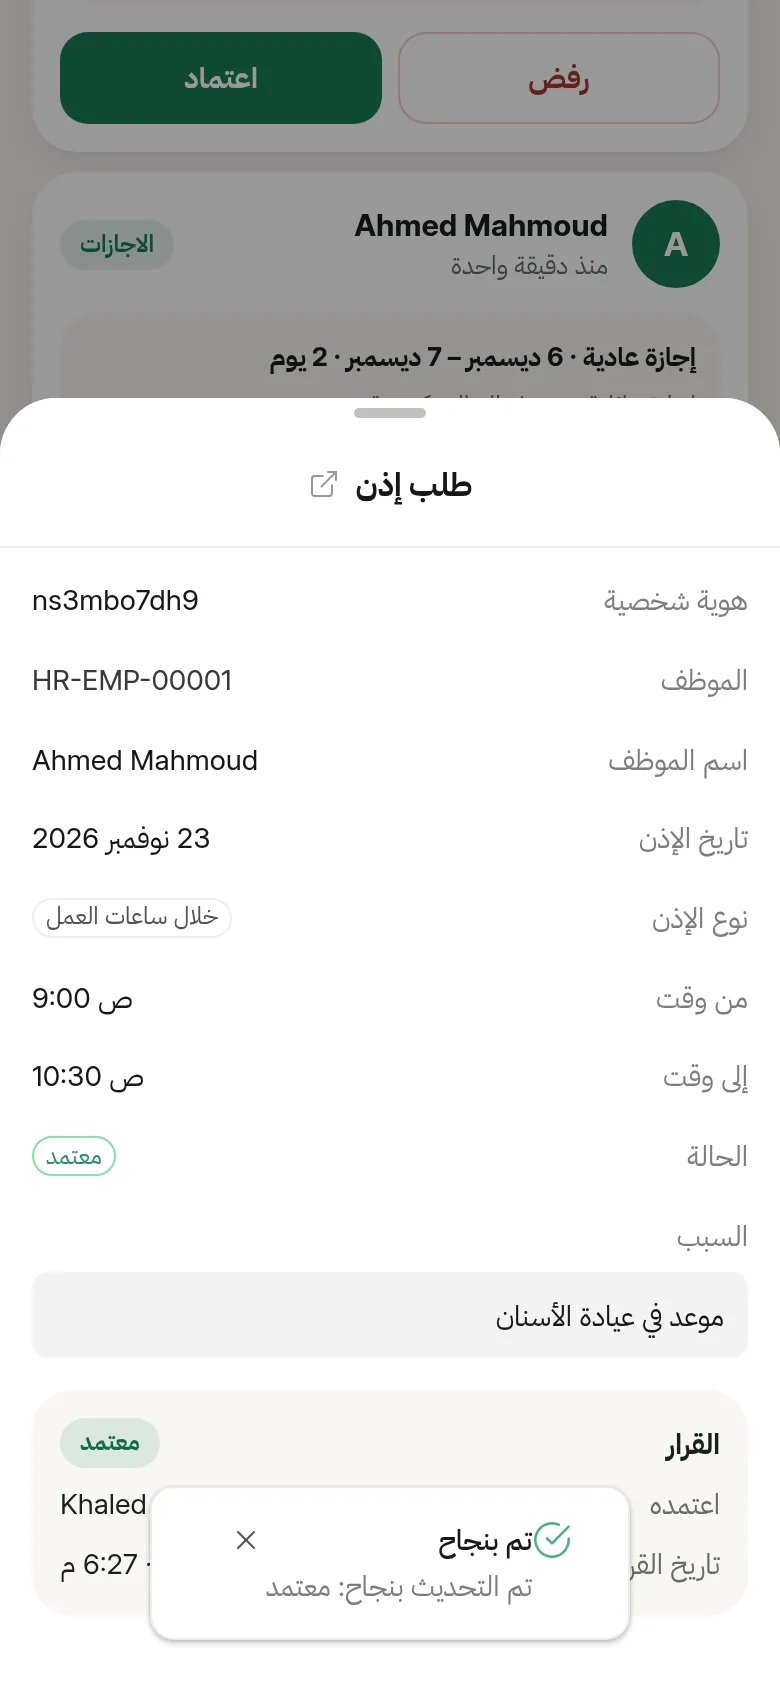 رفض
اعتماد
A
Ahmed Mahmoud
الاجازات
منذ دقيقة واحدة
إجازة عادية · 6 ديسمبر – 7 ديسمبر · 2 يوم
طلب إذن
هوية شخصية ns3mbo7dh9
الموظف HR-EMP-00001
اسم الموظف Ahmed Mahmoud
تاريخ الإذن 23 نوفمبر 2026
نوع الإذن خلال ساعات العمل
من وقت 9:00 ص
إلى وقت 10:30 ص
الحالة معتمد
السبب
موعد في عيادة الأسنان
القرار معتمد
اعتمده Khaled
تاريخ القر · 6:27 م
تم بنجاح
تم التحديث بنجاح: معتمد